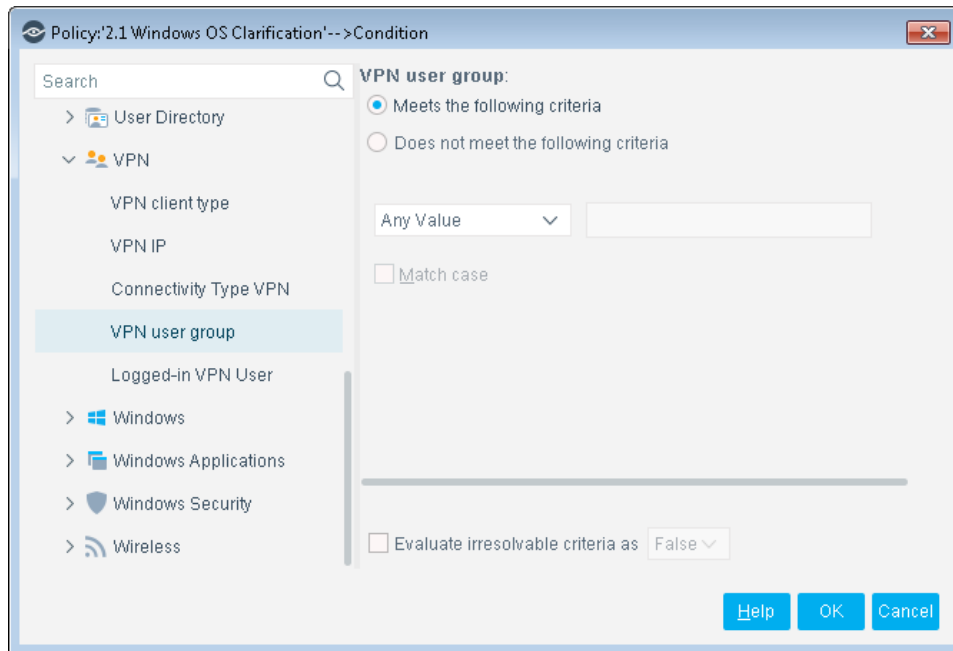 Policy:'2.1 Windows OS Clarification'-->Condition
Search
User Directory
VPN
VPN client type
VPN IP
Connectivity Type VPN
VPN user group
Logged-in VPN User
Windows
Windows Applications
Windows Security
Wireless
VPN user group:
Meets the following criteria
Does not meet the following criteria
Any Value
Match case
Evaluate irresolvable criteria as False
Help OK Cancel